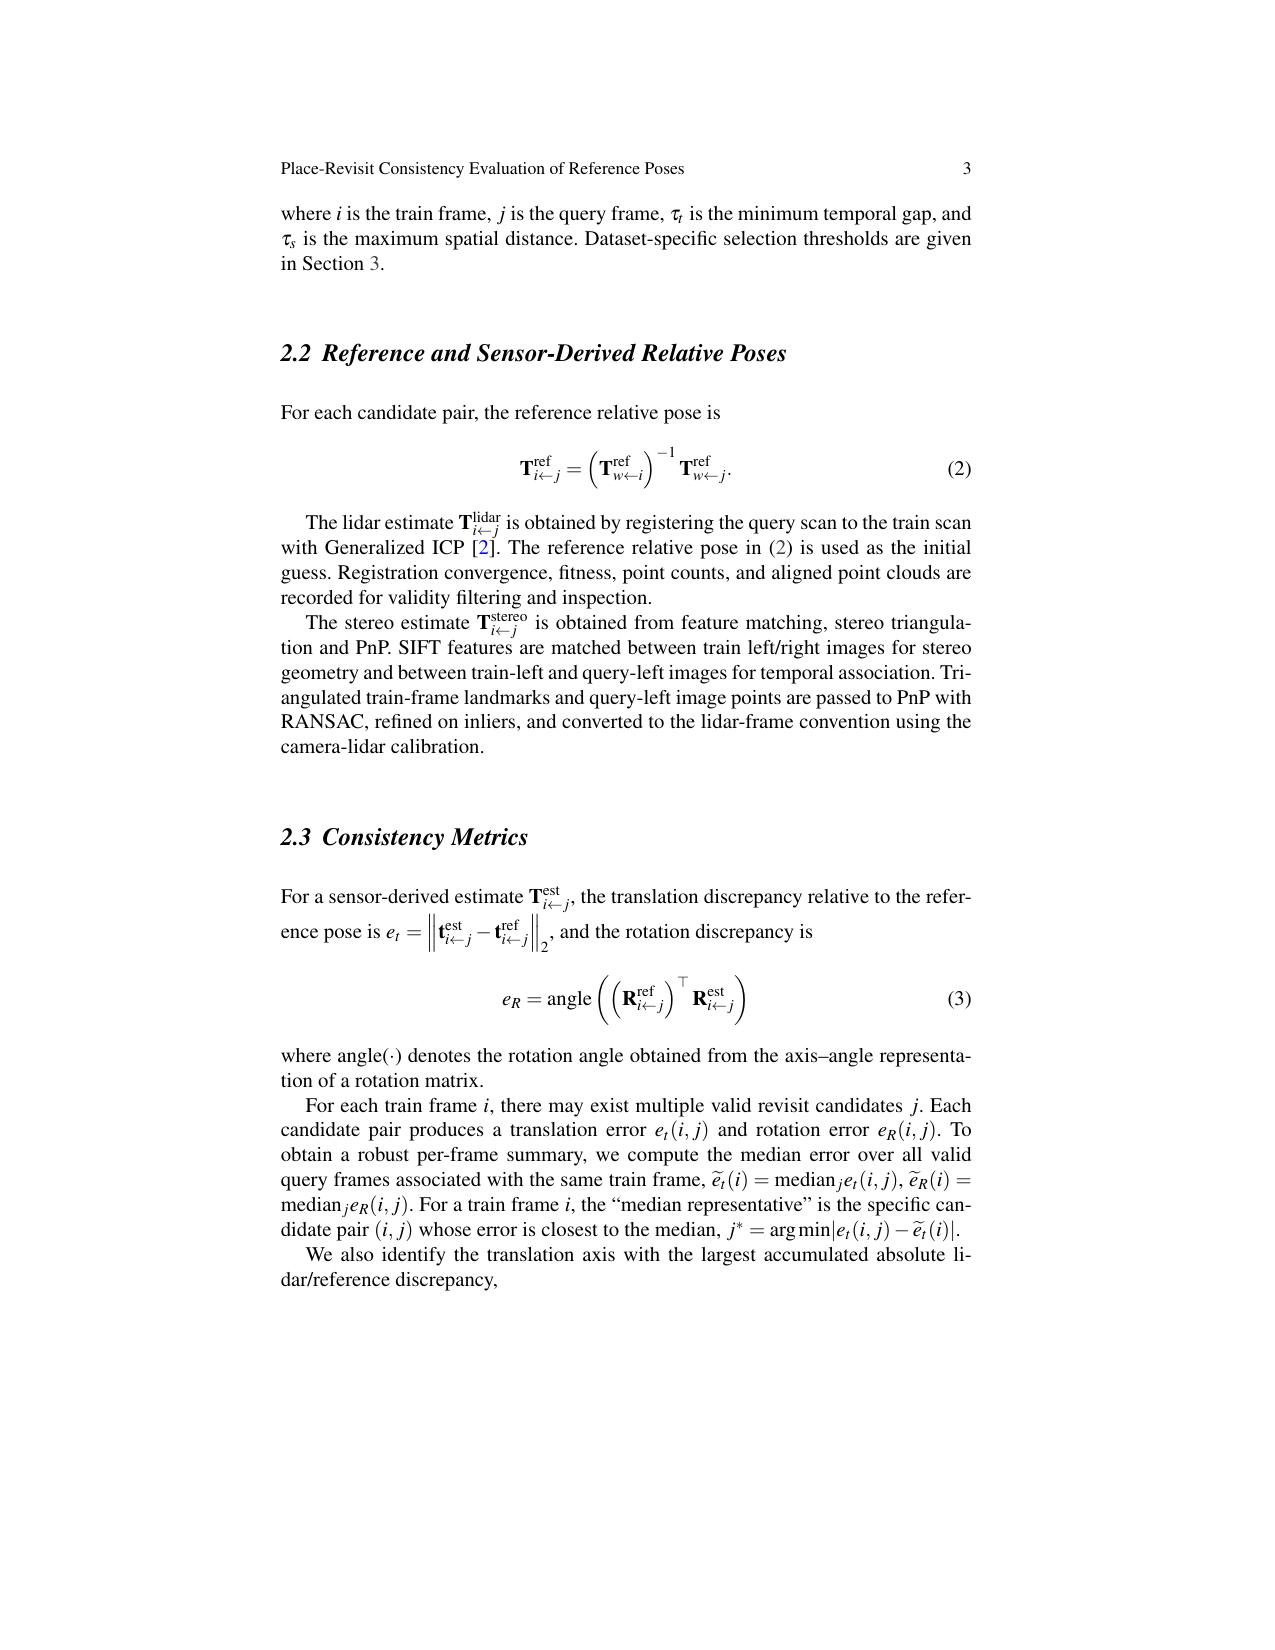 Place-Revisit Consistency Evaluation of Reference Poses 3
where i is the train frame, j is the query frame, τ_t is the minimum temporal gap, and
τ_s is the maximum spatial distance. Dataset-specific selection thresholds are given
in Section 3.
2.2 Reference and Sensor-Derived Relative Poses
For each candidate pair, the reference relative pose is
T^{ref}_{i←j} = (T^{ref}_{w←i})^{−1} T^{ref}_{w←j}. (2)
The lidar estimate T^{lidar}_{i←j} is obtained by registering the query scan to the train scan
with Generalized ICP [2]. The reference relative pose in (2) is used as the initial
guess. Registration convergence, fitness, point counts, and aligned point clouds are
recorded for validity filtering and inspection.
The stereo estimate T^{stereo}_{i←j} is obtained from feature matching, stereo triangula-
tion and PnP. SIFT features are matched between train left/right images for stereo
geometry and between train-left and query-left images for temporal association. Tri-
angulated train-frame landmarks and query-left image points are passed to PnP with
RANSAC, refined on inliers, and converted to the lidar-frame convention using the
camera-lidar calibration.
2.3 Consistency Metrics
For a sensor-derived estimate T^{est}_{i←j}, the translation discrepancy relative to the refer-
ence pose is e_t = ‖t^{est}_{i←j} − t^{ref}_{i←j}‖_2, and the rotation discrepancy is
e_R = angle((R^{ref}_{i←j})^⊤ R^{est}_{i←j}) (3)
where angle(·) denotes the rotation angle obtained from the axis–angle representa-
tion of a rotation matrix.
For each train frame i, there may exist multiple valid revisit candidates j. Each
candidate pair produces a translation error e_t(i, j) and rotation error e_R(i, j). To
obtain a robust per-frame summary, we compute the median error over all valid
query frames associated with the same train frame, ẽ_t(i) = median_j e_t(i, j), ẽ_R(i) =
median_j e_R(i, j). For a train frame i, the “median representative” is the specific can-
didate pair (i, j) whose error is closest to the median, j* = arg min|e_t(i, j) − ẽ_t(i)|.
We also identify the translation axis with the largest accumulated absolute li-
dar/reference discrepancy,